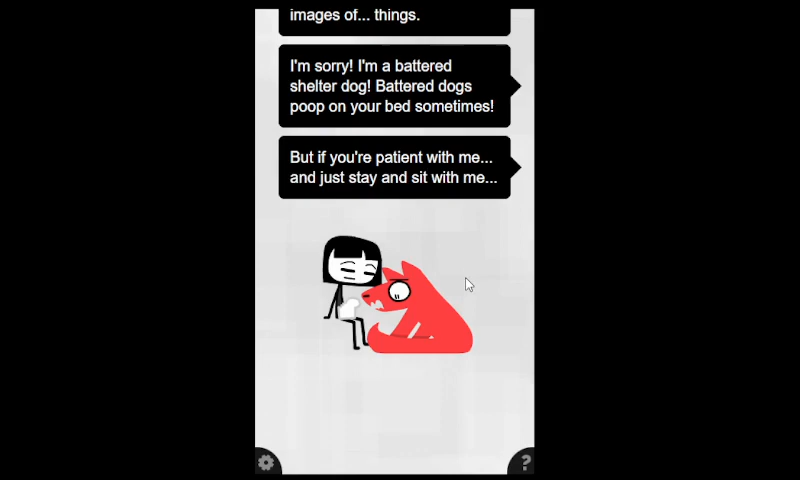 images of... things.
I'm sorry! I'm a battered
shelter dog! Battered dogs
poop on your bed sometimes!
But if you're patient with me...
and just stay and sit with me...
?